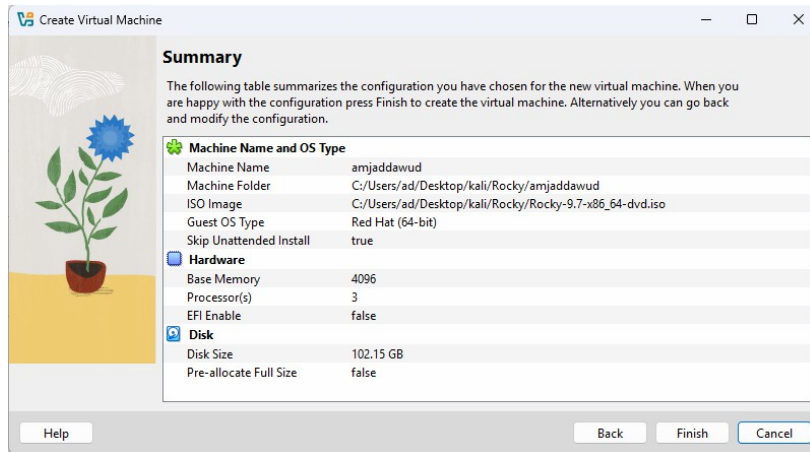 Create Virtual Machine
Summary
The following table summarizes the configuration you have chosen for the new virtual machine. When you
are happy with the configuration press Finish to create the virtual machine. Alternatively you can go back
and modify the configuration.
Machine Name and OS Type
Machine Name amjaddawud
Machine Folder C:/Users/ad/Desktop/kali/Rocky/amjaddawud
ISO Image C:/Users/ad/Desktop/kali/Rocky/Rocky-9.7-x86_64-dvd.iso
Guest OS Type Red Hat (64-bit)
Skip Unattended Install true
Hardware
Base Memory 4096
Processor(s) 3
EFI Enable false
Disk
Disk Size 102.15 GB
Pre-allocate Full Size false
Help Back Finish Cancel